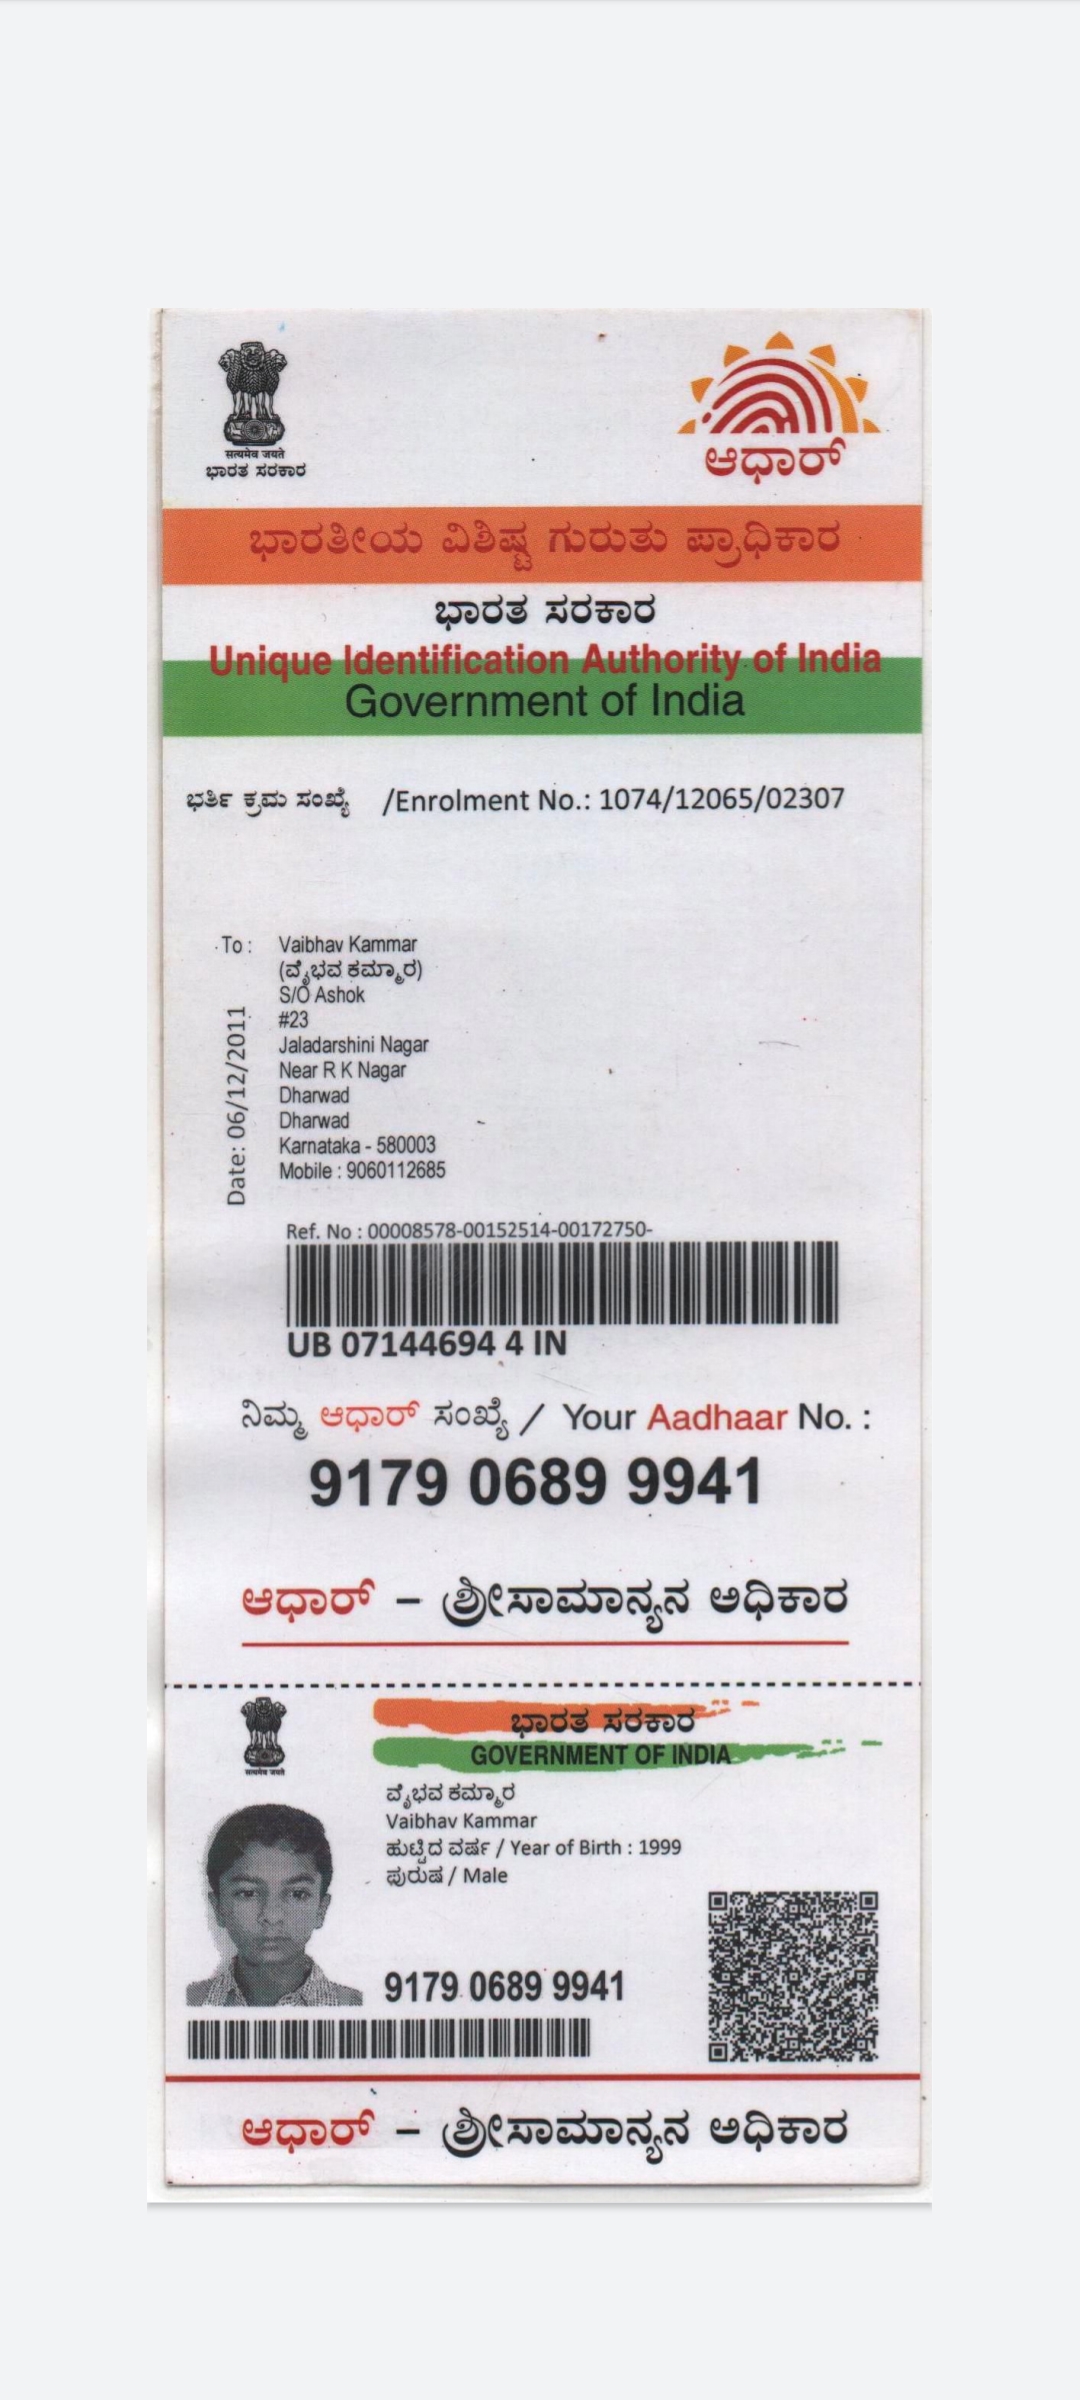 सत्यमेव जयते
ಭಾರತ ಸರಕಾರ
ಆಧಾರ್
ಭಾರತೀಯ ವಿಶಿಷ್ಟ ಗುರುತು ಪ್ರಾಧಿಕಾರ
ಭಾರತ ಸರಕಾರ
Unique Identification Authority of India
Government of India
ಭರ್ತಿ ಕ್ರಮ ಸಂಖ್ಯೆ /Enrolment No.: 1074/12065/02307
To : Vaibhav Kammar
(ವೈಭವ ಕಮ್ಮಾರ)
S/O Ashok
#23
Jaladarshini Nagar
Near R K Nagar
Dharwad
Dharwad
Karnataka - 580003
Mobile : 9060112685
Date: 06/12/2011
Ref. No : 00008578-00152514-00172750-
UB 07144694 4 IN
ನಿಮ್ಮ ಆಧಾರ್ ಸಂಖ್ಯೆ / Your Aadhaar No. :
9179 0689 9941
ಆಧಾರ್ – ಶ್ರೀಸಾಮಾನ್ಯನ ಅಧಿಕಾರ
सत्यमेव जयते
ಭಾರತ ಸರಕಾರ
GOVERNMENT OF INDIA
ವೈಭವ ಕಮ್ಮಾರ
Vaibhav Kammar
ಹುಟ್ಟಿದ ವರ್ಷ / Year of Birth : 1999
ಪುರುಷ / Male
9179 0689 9941
ಆಧಾರ್ – ಶ್ರೀಸಾಮಾನ್ಯನ ಅಧಿಕಾರ